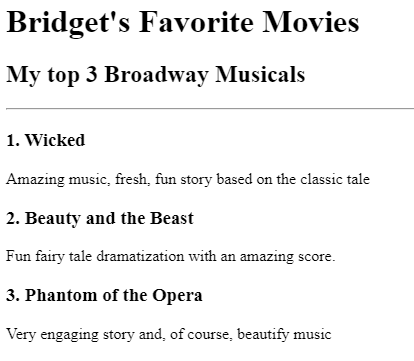 Bridget's Favorite Movies
My top 3 Broadway Musicals
1. Wicked
Amazing music, fresh, fun story based on the classic tale
2. Beauty and the Beast
Fun fairy tale dramatization with an amazing score.
3. Phantom of the Opera
Very engaging story and, of course, beautify music